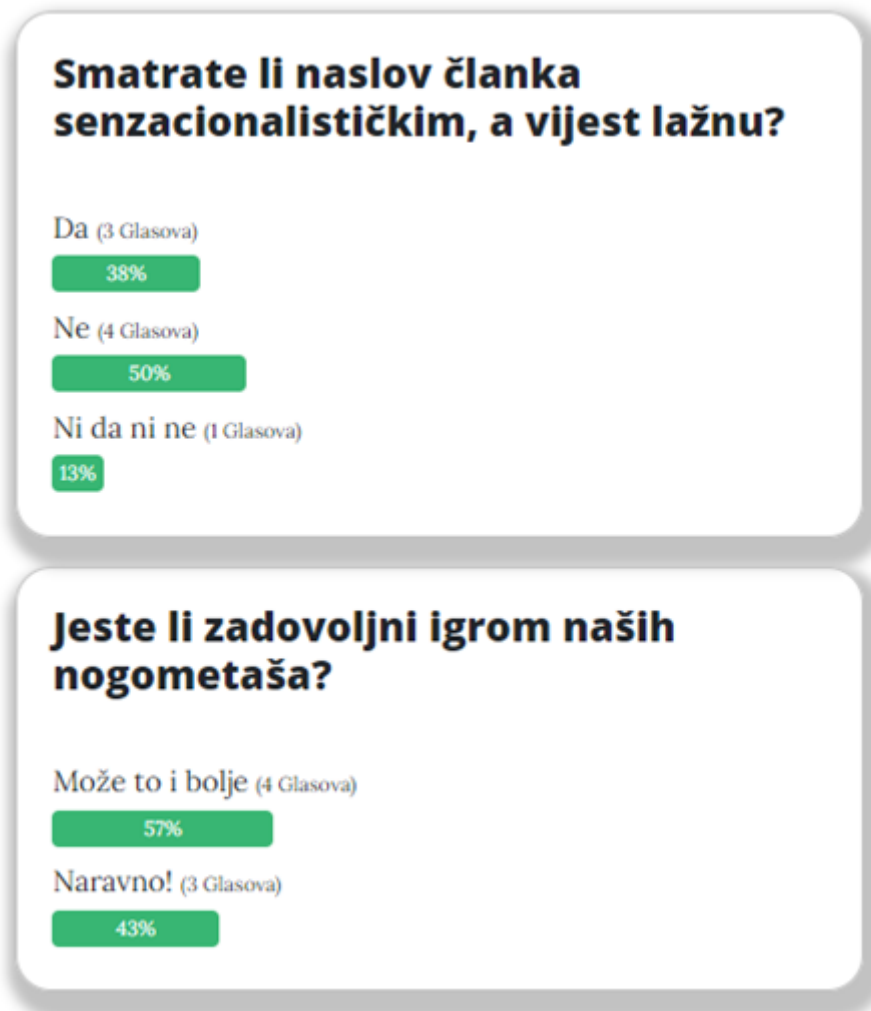 Smatrate li naslov članka
senzacionalističkim, a vijest lažnu?
Da (3 Glasova)
38%
Ne (4 Glasova)
50%
Ni da ni ne (1 Glasova)
13%
Jeste li zadovoljni igrom naših
nogometaša?
Može to i bolje (4 Glasova)
57%
Naravno! (3 Glasova)
43%